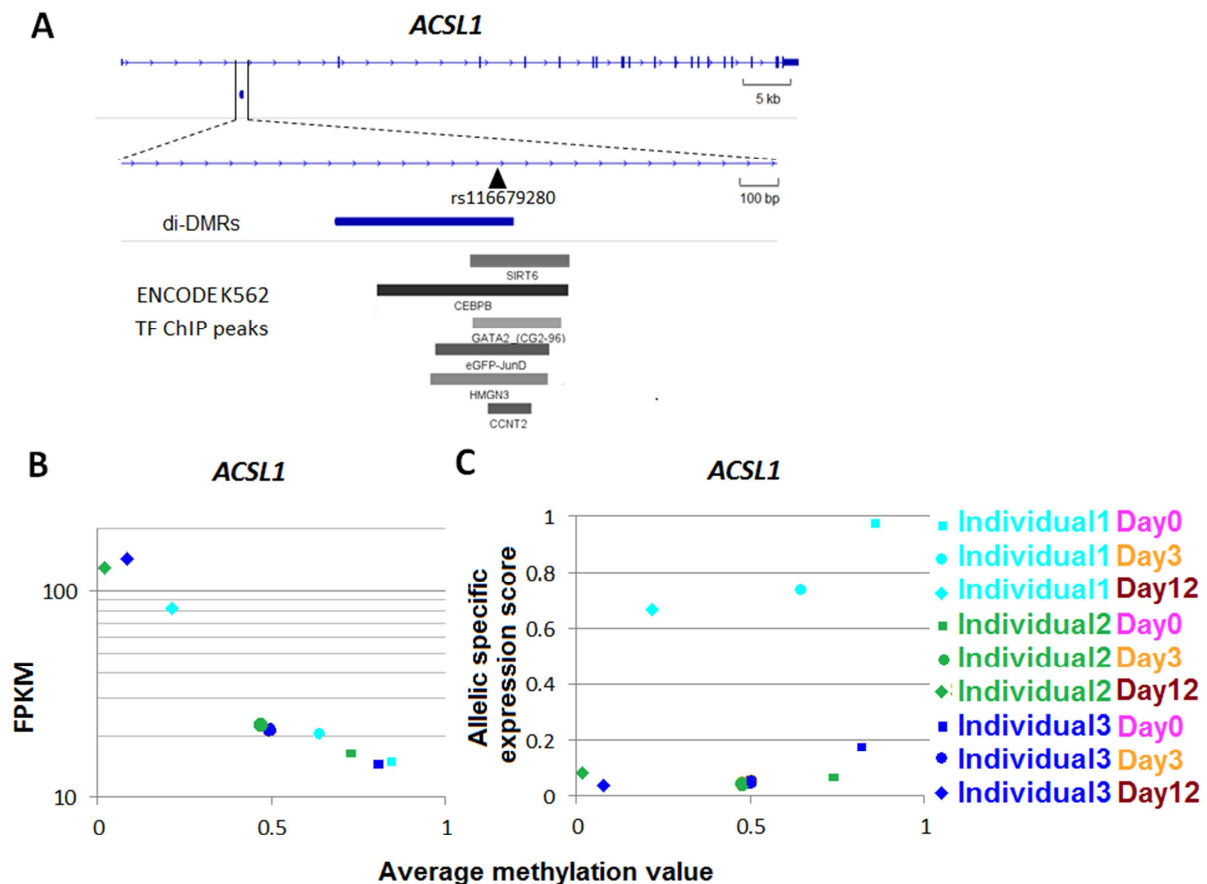 A
ACSL1
5 kb
rs116679280
100 bp
di-DMRs
SIRT6
ENCODE K562
CEBPB
TF ChIP peaks
GATA2_(CG2-96)
eGFP-JunD
HMGN3
CCNT2
B
ACSL1
FPKM
100
10
0
0.5
1
C
ACSL1
Allelic specific
expression score
1
0.8
0.6
0.4
0.2
0
0
0.5
1
Average methylation value
Individual1 Day0
Individual1 Day3
Individual1 Day12
Individual2 Day0
Individual2 Day3
Individual2 Day12
Individual3 Day0
Individual3 Day3
Individual3 Day12